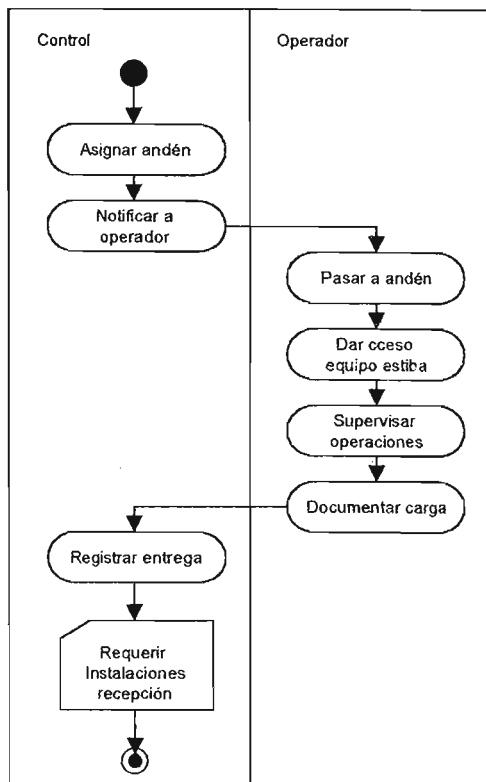 Control
Operador
Asignar andén
Notificar a
operador
Pasar a andén
Dar cceso
equipo estiba
Supervisar
operaciones
Documentar carga
Registrar entrega
Requerir
Instalaciones
recepción